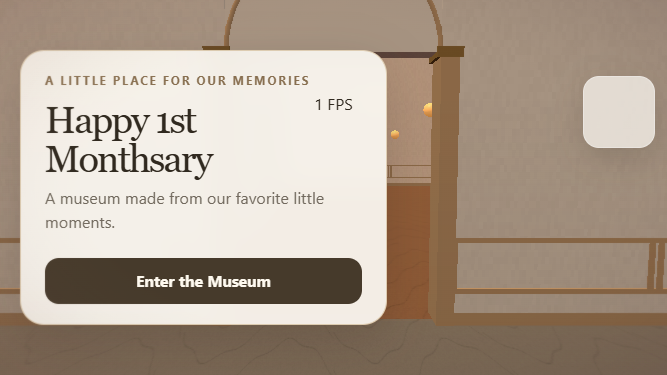 A LITTLE PLACE FOR OUR MEMORIES
1 FPS
Happy 1st
Monthsary
A museum made from our favorite little
moments.
Enter the Museum